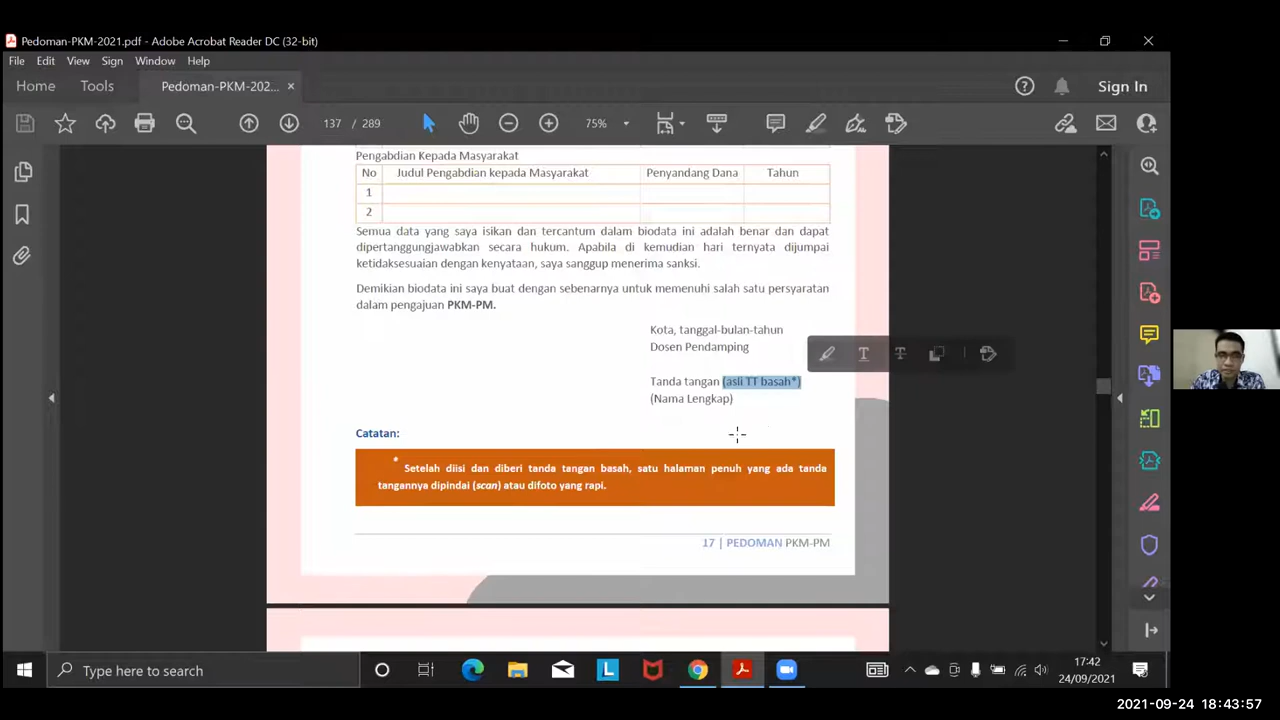 Pedoman-PKM-2021.pdf - Adobe Acrobat Reader DC (32-bit)
File Edit View Sign Window Help
Home Tools Pedoman-PKM-202... × Sign In
137 / 289 75%
Pengabdian Kepada Masyarakat
No Judul Pengabdian kepada Masyarakat Penyandang Dana Tahun
1
2
Semua data yang saya isikan dan tercantum dalam biodata ini adalah benar dan dapat
dipertanggungjawabkan secara hukum. Apabila di kemudian hari ternyata dijumpai
ketidaksesuaian dengan kenyataan, saya sanggup menerima sanksi.
Demikian biodata ini saya buat dengan sebenarnya untuk memenuhi salah satu persyaratan
dalam pengajuan PKM-PM.
Kota, tanggal-bulan-tahun
Dosen Pendamping
Tanda tangan (asli TT basah*)
(Nama Lengkap)
Catatan:
* Setelah diisi dan diberi tanda tangan basah, satu halaman penuh yang ada tanda
tangannya dipindai (scan) atau difoto yang rapi.
17 | PEDOMAN PKM-PM
Type here to search
17:42
24/09/2021
2021-09-24 18:43:57